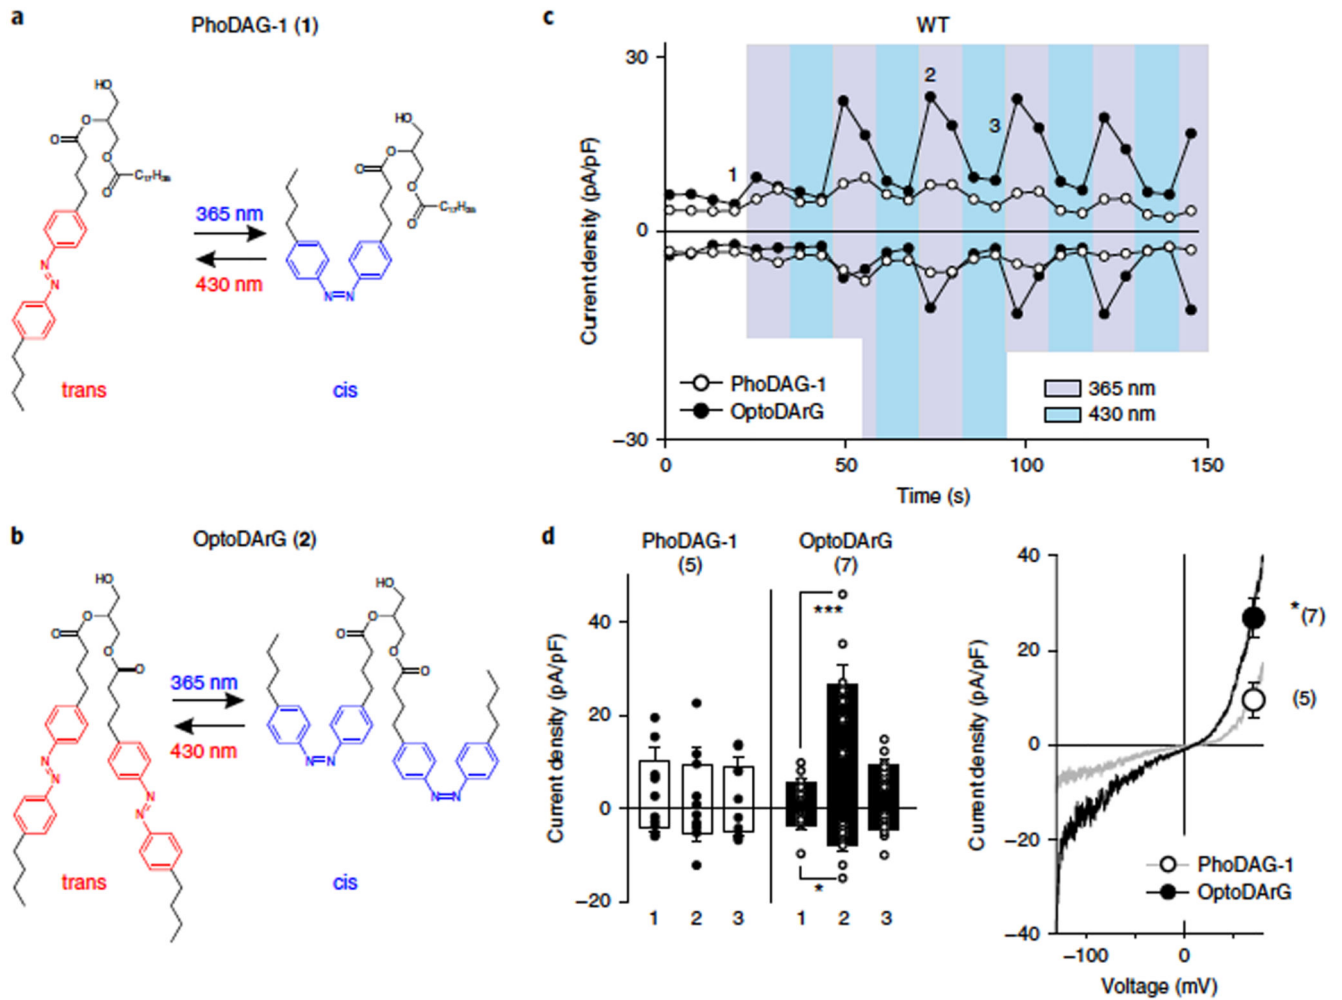 a
PhoDAG-1 (1)
HO
O
O
O
O
C₁₇H₃₅
N
N
trans
365 nm
430 nm
HO
O
O
O
O
C₁₇H₃₅
N=N
cis
b
OptoDArG (2)
HO
O
O
O
O
N
N
N
N
trans
365 nm
430 nm
HO
O
O
O
O
N=N
N=N
cis
c
WT
Current density (pA/pF)
30
0
−30
1
2
3
PhoDAG-1
OptoDArG
365 nm
430 nm
0
50
100
150
Time (s)
d
PhoDAG-1
(5)
OptoDArG
(7)
Current density (pA/pF)
40
20
0
−20
***
*
1
2
3
1
2
3
Current density (pA/pF)
40
20
0
−20
−40
*(7)
(5)
PhoDAG-1
OptoDArG
−100
0
Voltage (mV)